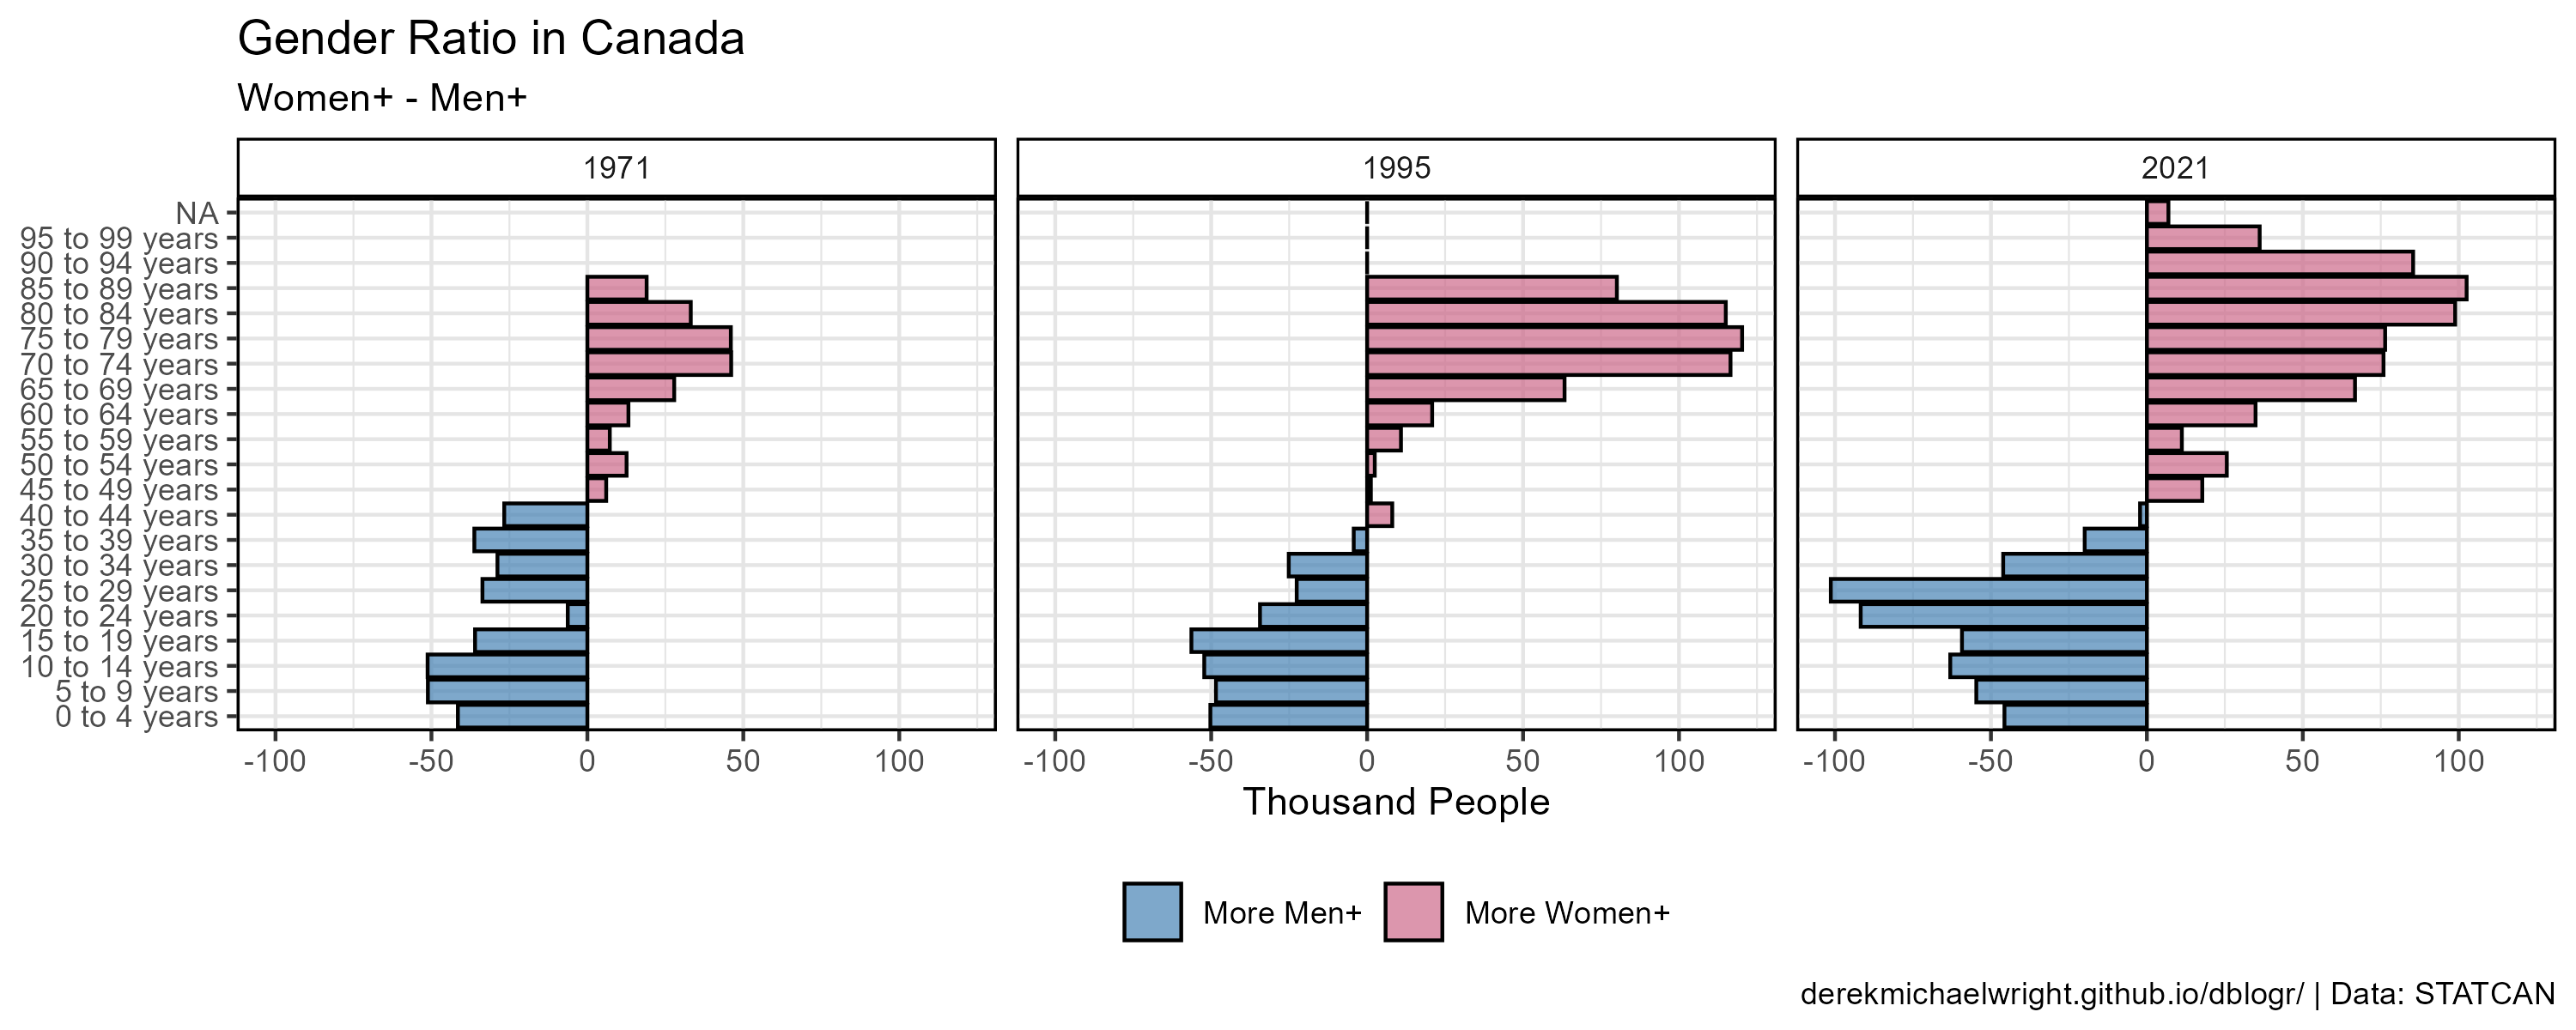 Gender Ratio in Canada
Women+ - Men+
1971 1995 2021
NA
95 to 99 years
90 to 94 years
85 to 89 years
80 to 84 years
75 to 79 years
70 to 74 years
65 to 69 years
60 to 64 years
55 to 59 years
50 to 54 years
45 to 49 years
40 to 44 years
35 to 39 years
30 to 34 years
25 to 29 years
20 to 24 years
15 to 19 years
10 to 14 years
5 to 9 years
0 to 4 years
-100 -50 0 50 100 -100 -50 0 50 100 -100 -50 0 50 100
Thousand People
More Men+ More Women+
derekmichaelwright.github.io/dblogr/ | Data: STATCAN